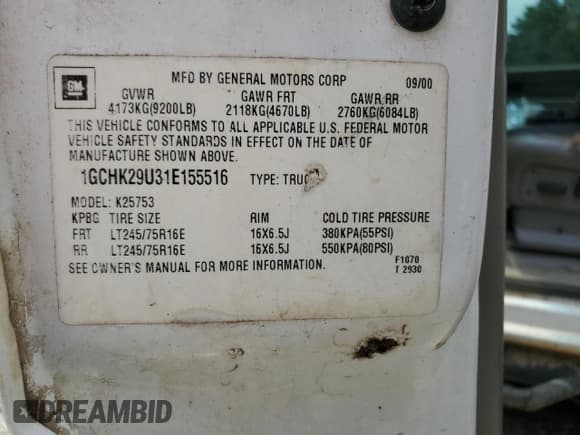 GM
MFD BY GENERAL MOTORS CORP 09/00
GVWR GAWR FRT GAWR RR
4173KG(9200LB) 2118KG(4670LB) 2760KG(6084LB)
THIS VEHICLE CONFORMS TO ALL APPLICABLE U.S. FEDERAL MOTOR
VEHICLE SAFETY STANDARDS IN EFFECT ON THE DATE OF
MANUFACTURE SHOWN ABOVE.
1GCHK29U31E155516 TYPE: TRUCK
MODEL: K25753
KPBG TIRE SIZE RIM COLD TIRE PRESSURE
FRT LT245/75R16E 16X6.5J 380KPA(55PSI)
RR LT245/75R16E 16X6.5J 550KPA(80PSI)
SEE OWNER'S MANUAL FOR MORE INFORMATION.
F1070
T 2930
DREAMBID